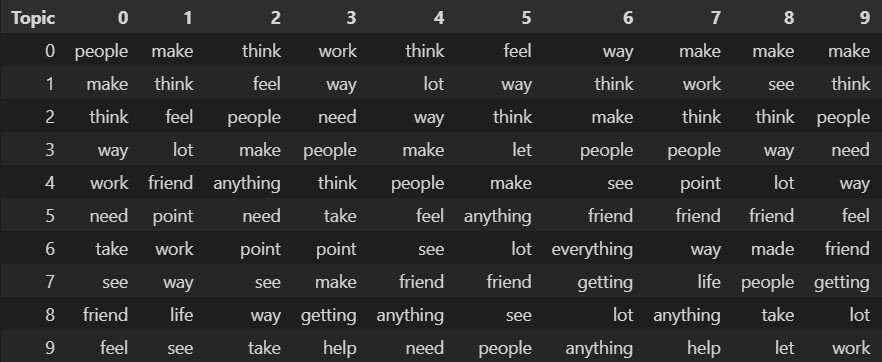 Topic 0 1 2 3 4 5 6 7 8 9
0 people make think work think feel way make make make
1 make think feel way lot way think work see think
2 think feel people need way think make think think people
3 way lot make people make let people people way need
4 work friend anything think people make see point lot way
5 need point need take feel anything friend friend friend feel
6 take work point point see lot everything way made friend
7 see way see make friend friend getting life people getting
8 friend life way getting anything see lot anything take lot
9 feel see take help need people anything help let work